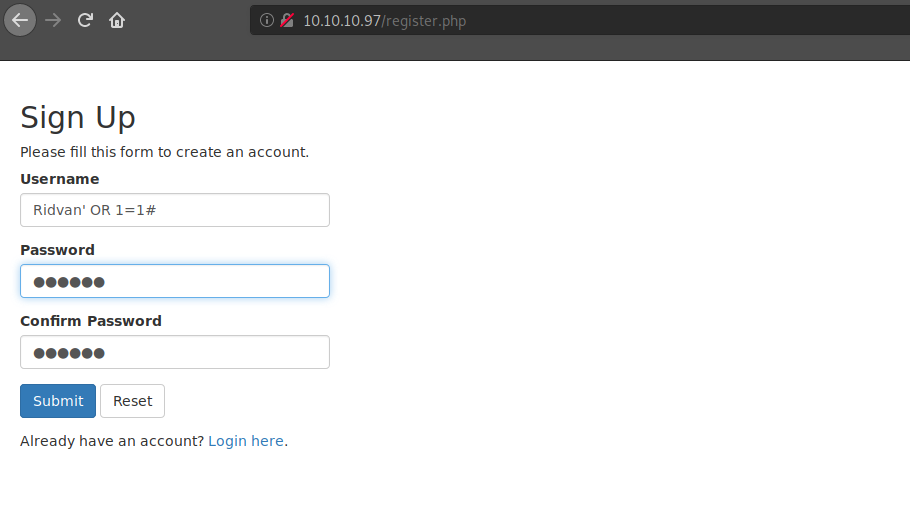 10.10.10.97/register.php
Sign Up
Please fill this form to create an account.
Username
Ridvan' OR 1=1#
Password
●●●●●●
Confirm Password
●●●●●●
Submit Reset
Already have an account? Login here.